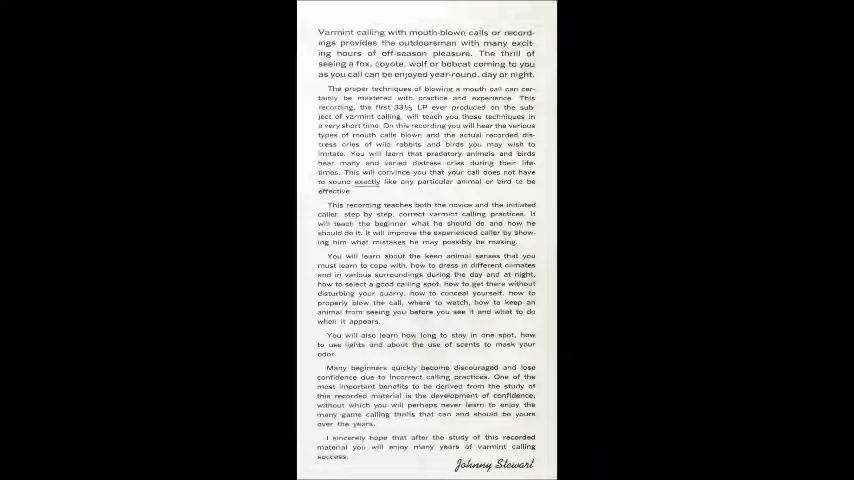 Varmint calling with mouth-blown calls or record-
ings provides the outdoorsman with many excit-
ing hours of off-season pleasure. The thrill of
seeing a fox, coyote, wolf or bobcat coming to you
as you call can be enjoyed year-round, day or night.
The proper techniques of blowing a mouth call can cer-
tainly be mastered with practice and experience. This
recording, the first 33⅓ LP ever produced on the sub-
ject of varmint calling, will teach you those techniques in
a very short time. On this recording you will hear the various
types of mouth calls blown and the actual recorded dis-
tress cries of wild rabbits and birds you may wish to
imitate. You will learn that predatory animals and birds
hear many and varied distress cries during their life-
times. This will convince you that your call does not have
to sound exactly like any particular animal or bird to be
effective
This recording teaches both the novice and the initiated
caller, step by step, correct varmint calling practices. It
will teach the beginner what he should do and how he
should do it. It will improve the experienced caller by show-
ing him what mistakes he may possibly be making.
You will learn about the keen animal senses that you
must learn to cope with, how to dress in different climates
and in various surroundings during the day and at night,
how to select a good calling spot, how to get there without
disturbing your quarry, how to conceal yourself, how to
properly blow the call, where to watch, how to keep an
animal from seeing you before you see it and what to do
when it appears.
You will also learn how long to stay in one spot, how
to use lights and about the use of scents to mask your
odor.
Many beginners quickly become discouraged and lose
confidence due to incorrect calling practices. One of the
most important benefits to be derived from the study of
this recorded material is the development of confidence,
without which you will perhaps never learn to enjoy the
many game calling thrills that can and should be yours
over the years.
I sincerely hope that after the study of this recorded
material you will enjoy many years of varmint calling
success.
Johnny Stewart